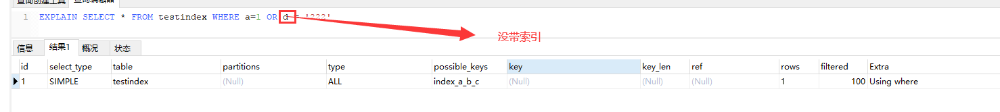 查询创建工具 查询编辑器
1 EXPLAIN SELECT * FROM testindex WHERE a=1 OR d = '222'
没带索引
信息 结果1 概况 状态
id select_type table partitions type possible_keys key key_len ref rows filtered Extra
1 SIMPLE testindex (Null) ALL index_a_b_c (Null) (Null) (Null) 1 100 Using where